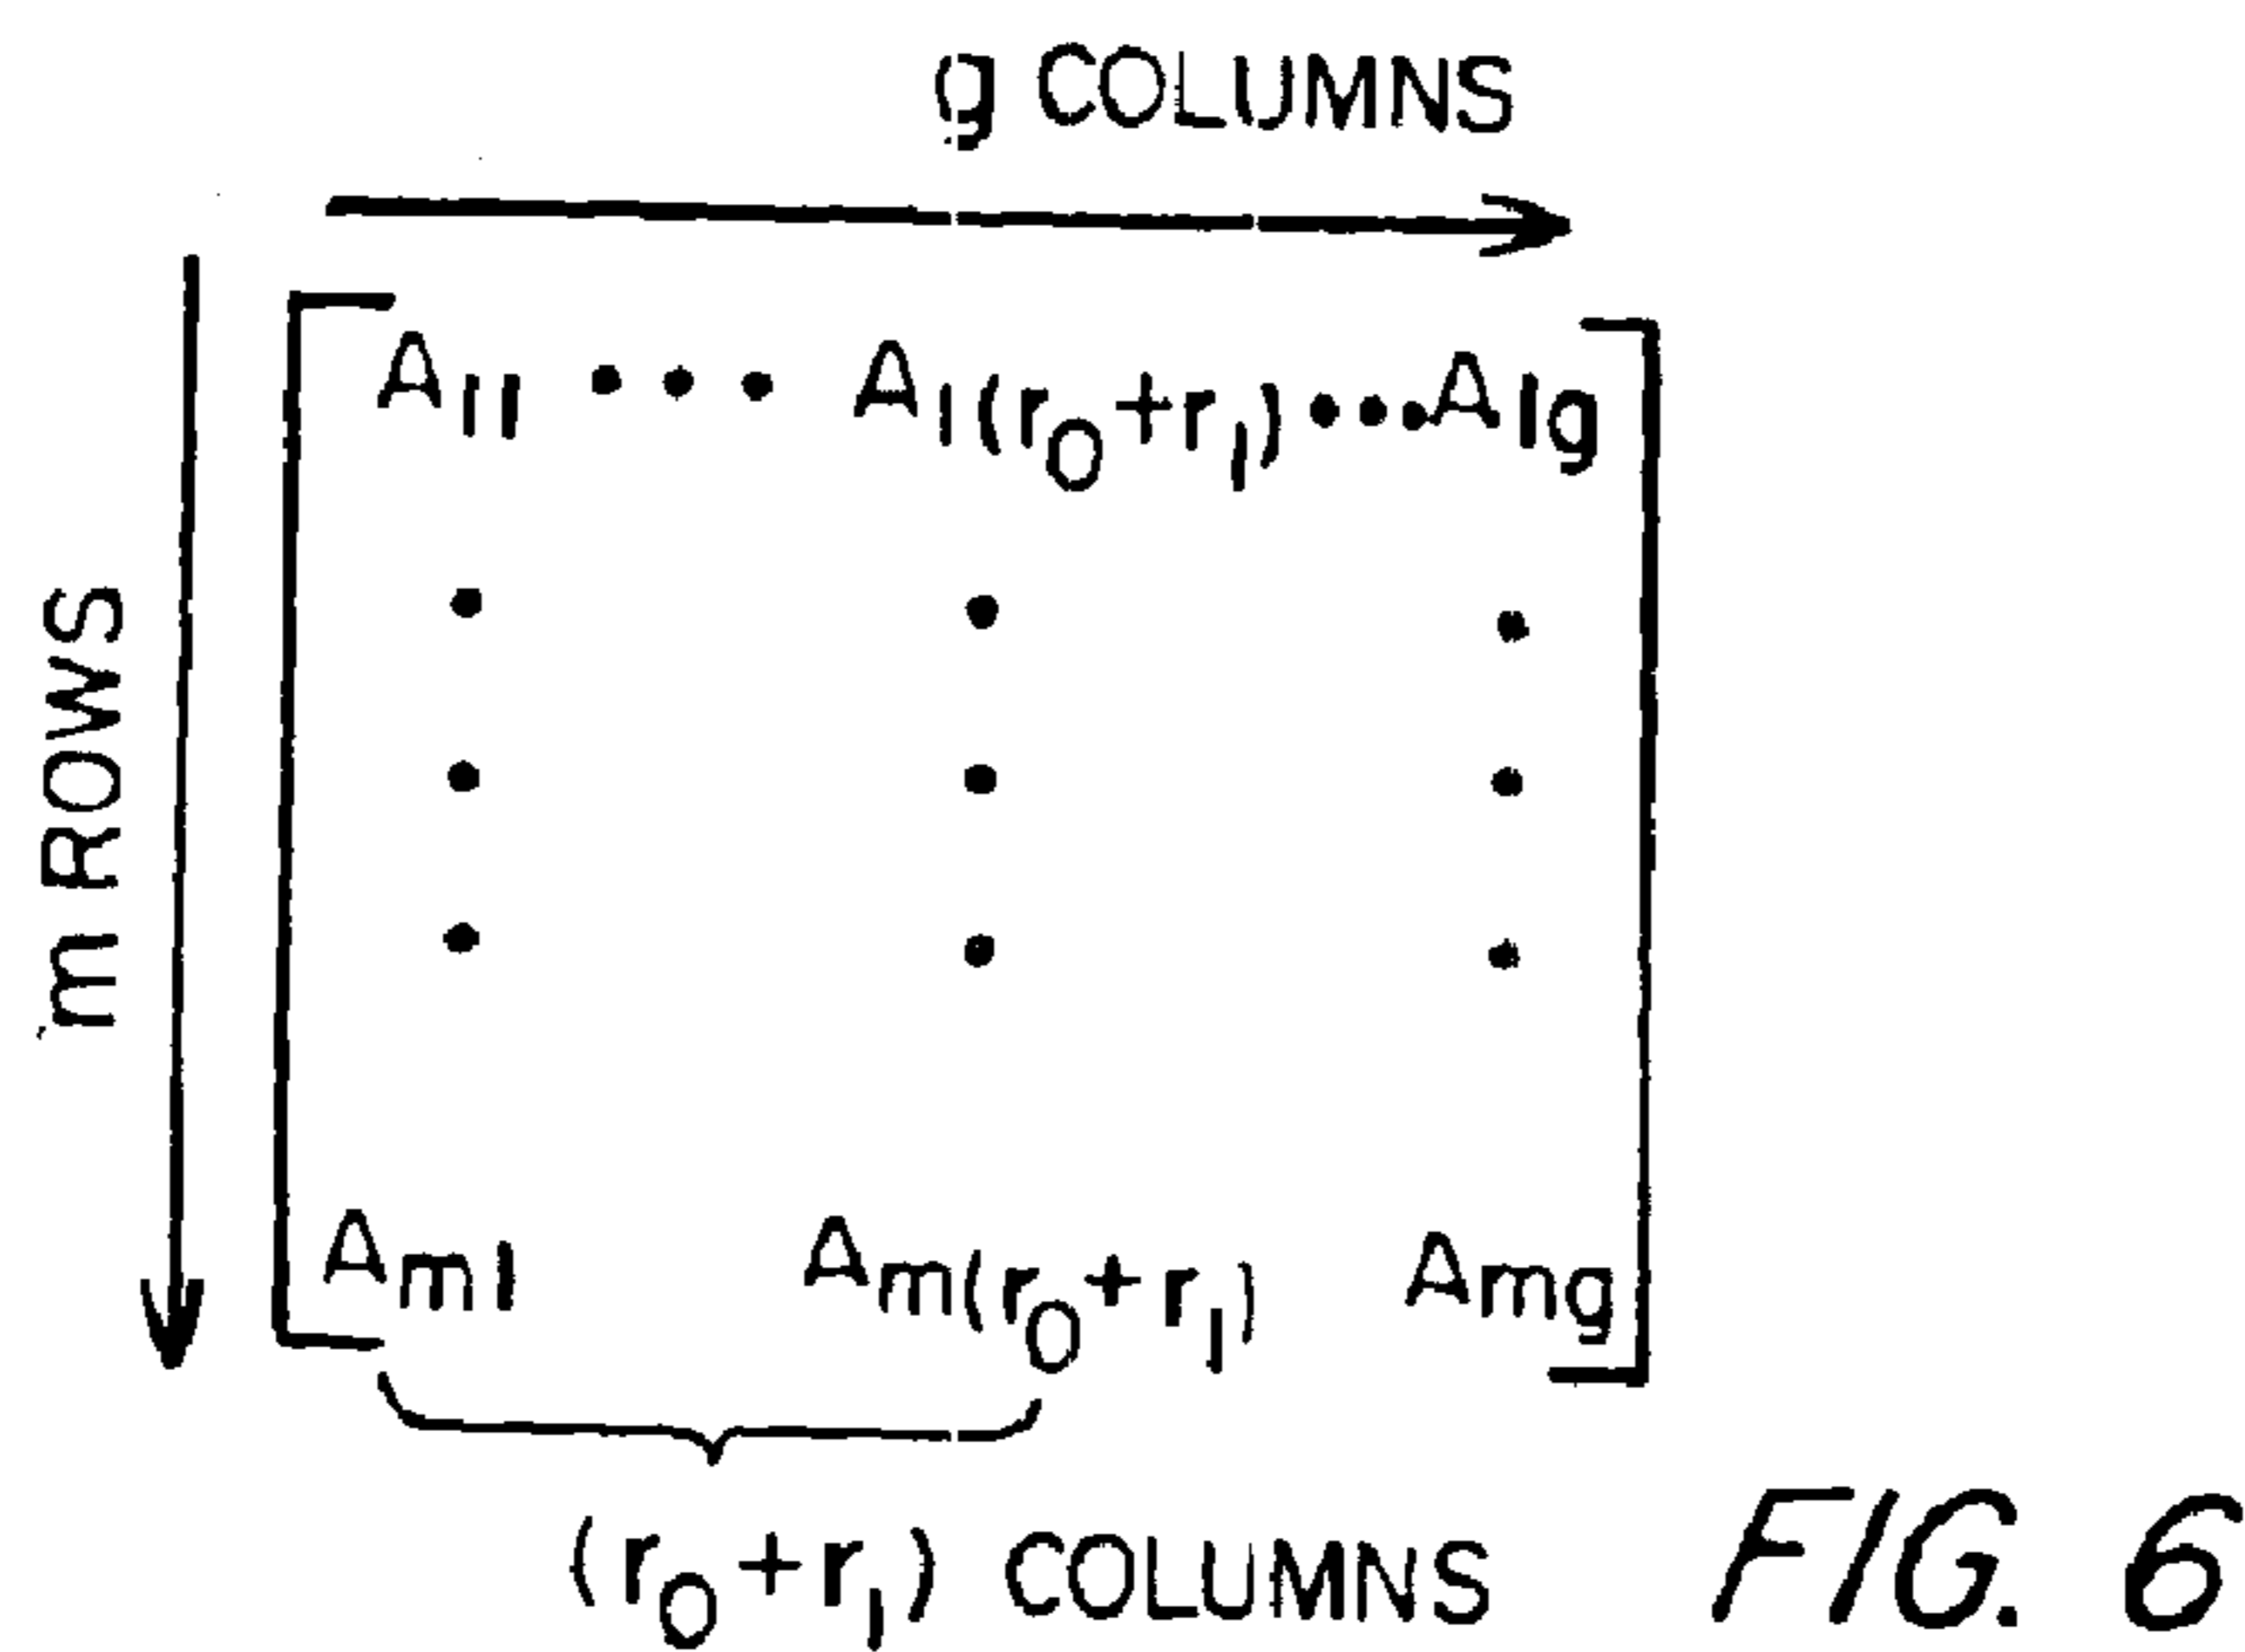 g COLUMNS
m ROWS
A₁₁ • • • A₁(r₀+r₁) ••• A₁g
Aₘ₁ Aₘ(r₀+r₁) Amg
(r₀+r₁) COLUMNS
FIG. 6